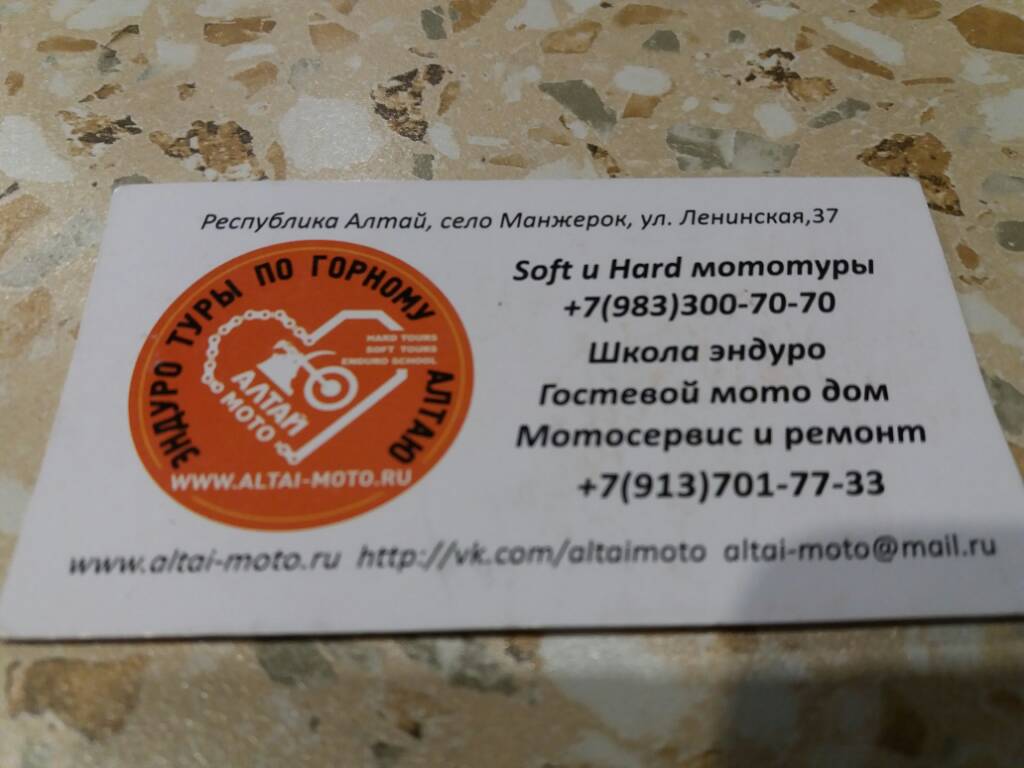 Республика Алтай, село Манжерок, ул. Ленинская,37
ЭНДУРО ТУРЫ ПО ГОРНОМУ АЛТАЮ
HARD TOURS
SOFT TOURS
ENDURO SCHOOL
АЛТАЙ
МОТО
WWW.ALTAI-MOTO.RU
Soft и Hard мототуры
+7(983)300-70-70
Школа эндуро
Гостевой мото дом
Мотосервис и ремонт
+7(913)701-77-33
www.altai-moto.ru http://vk.com/altaimoto altai-moto@mail.ru